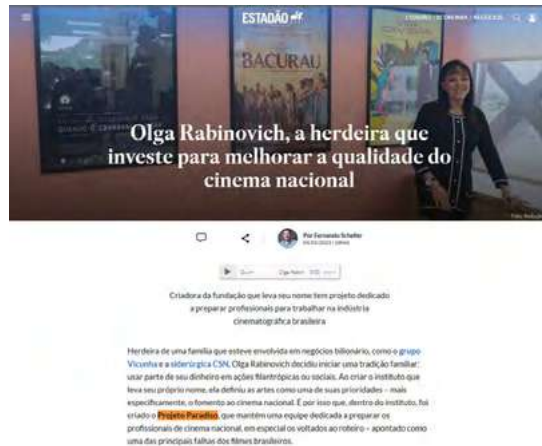 ESTADÃO
BACURAU
Olga Rabinovich, a herdeira que
investe para melhorar a qualidade do
cinema nacional
Por Fernando Scheller
Criadora da fundação que leva seu nome tem projeto dedicado
a preparar profissionais para trabalhar na indústria
cinematográfica brasileira
Herdeira de uma família que esteve envolvida em negócios bilionário, como o grupo
Vicunha e a siderúrgica CSN, Olga Rabinovich decidiu iniciar uma tradição familiar:
usar parte de seu dinheiro em ações filantrópicas ou sociais. Ao criar o instituto que
leva seu próprio nome, ela definiu as artes como uma de suas prioridades – mais
especificamente, o fomento ao cinema nacional. É por isso que, dentro do instituto, foi
criado o Projeto Paradiso, que mantém uma equipe dedicada a preparar os
profissionais de cinema nacional, em especial os voltados ao roteiro – apontado como
uma das principais falhas dos filmes brasileiros.